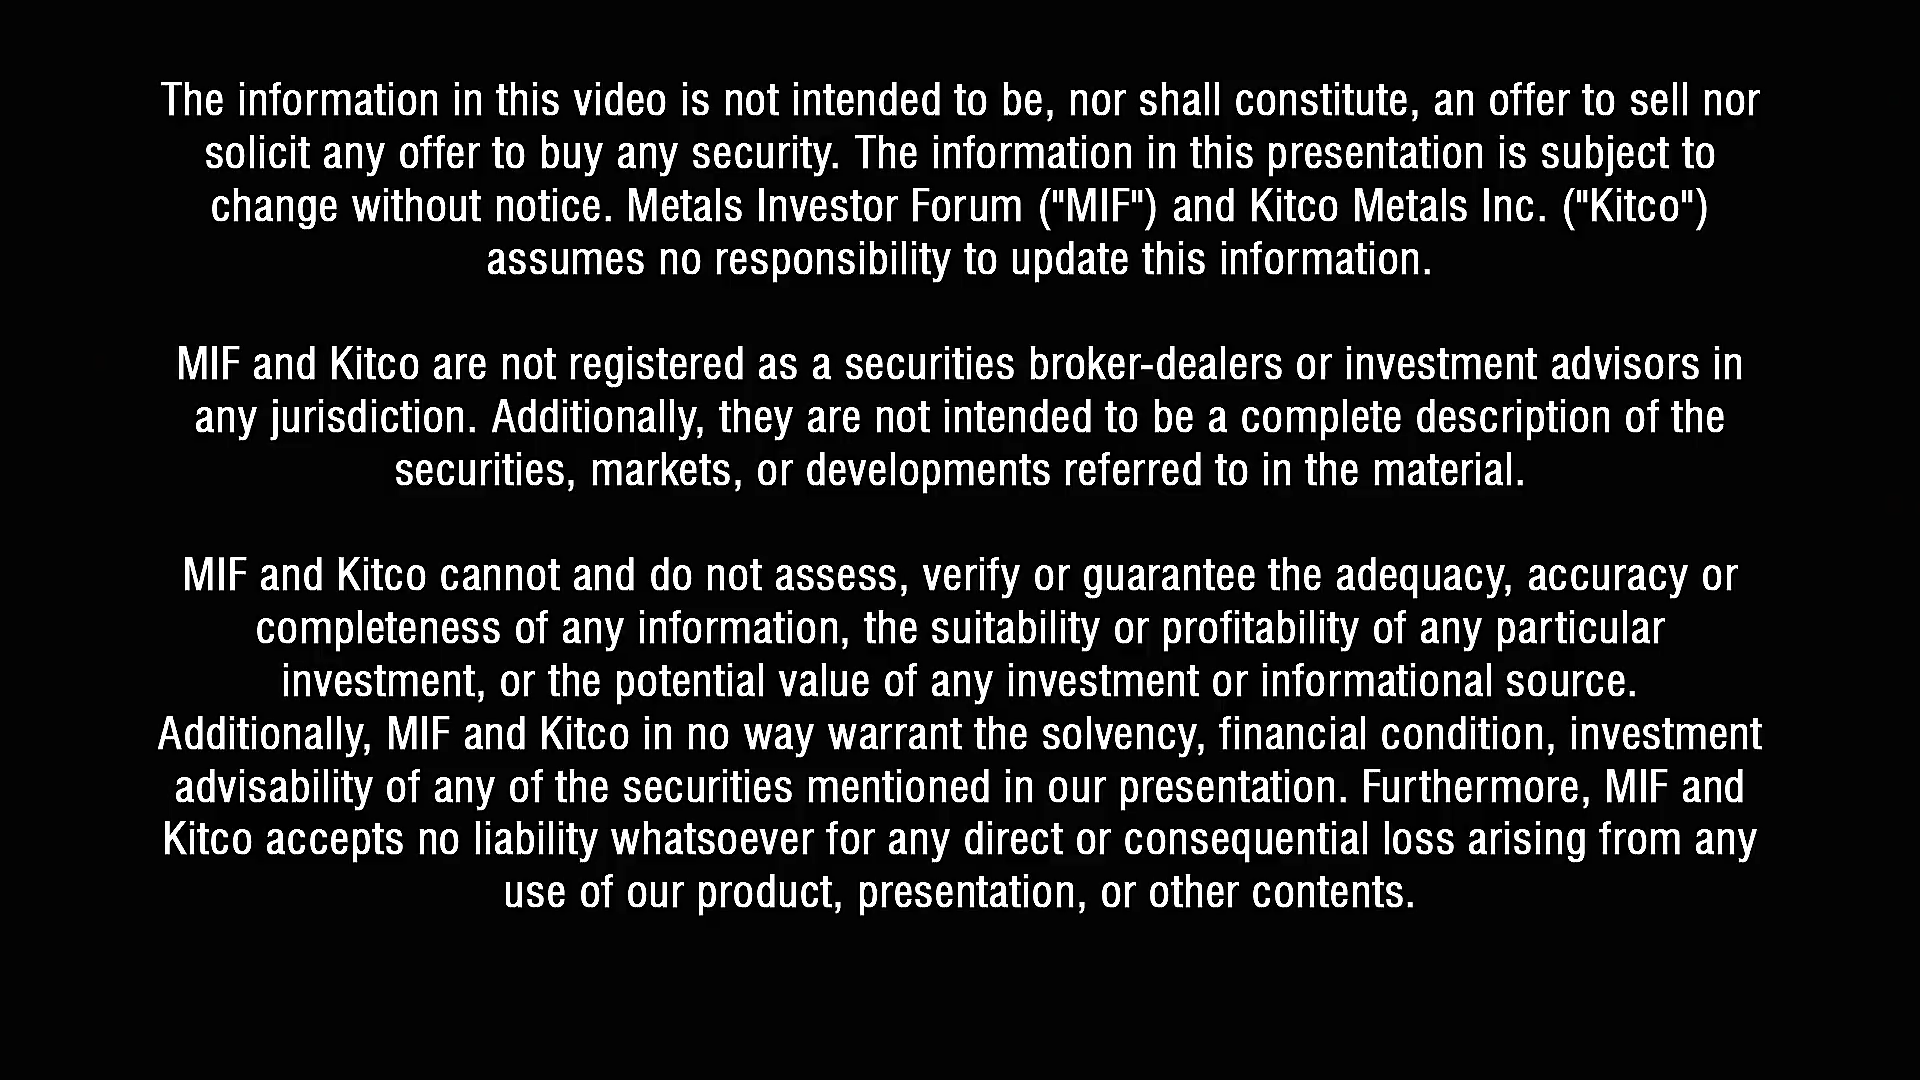 The information in this video is not intended to be, nor shall constitute, an offer to sell nor
solicit any offer to buy any security. The information in this presentation is subject to
change without notice. Metals Investor Forum ("MIF") and Kitco Metals Inc. ("Kitco")
assumes no responsibility to update this information.
MIF and Kitco are not registered as a securities broker-dealers or investment advisors in
any jurisdiction. Additionally, they are not intended to be a complete description of the
securities, markets, or developments referred to in the material.
MIF and Kitco cannot and do not assess, verify or guarantee the adequacy, accuracy or
completeness of any information, the suitability or profitability of any particular
investment, or the potential value of any investment or informational source.
Additionally, MIF and Kitco in no way warrant the solvency, financial condition, investment
advisability of any of the securities mentioned in our presentation. Furthermore, MIF and
Kitco accepts no liability whatsoever for any direct or consequential loss arising from any
use of our product, presentation, or other contents.